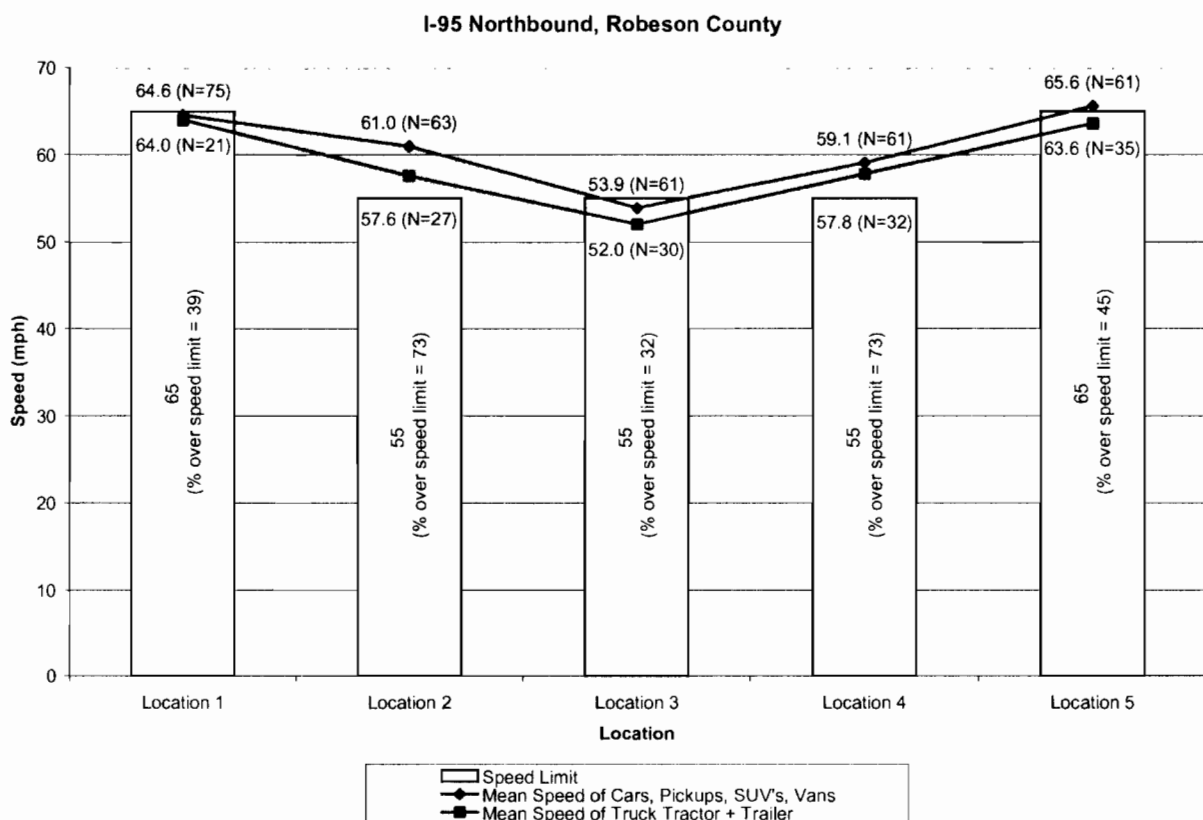 I-95 Northbound, Robeson County
70
60
50
40
30
20
10
0
Speed (mph)
64.6 (N=75)
64.0 (N=21)
61.0 (N=63)
57.6 (N=27)
53.9 (N=61)
52.0 (N=30)
59.1 (N=61)
57.8 (N=32)
65.6 (N=61)
63.6 (N=35)
65
(% over speed limit = 39)
55
(% over speed limit = 73)
55
(% over speed limit = 32)
55
(% over speed limit = 73)
65
(% over speed limit = 45)
Location 1
Location 2
Location 3
Location 4
Location 5
Location
Speed Limit
Mean Speed of Cars, Pickups, SUV's, Vans
Mean Speed of Truck Tractor + Trailer